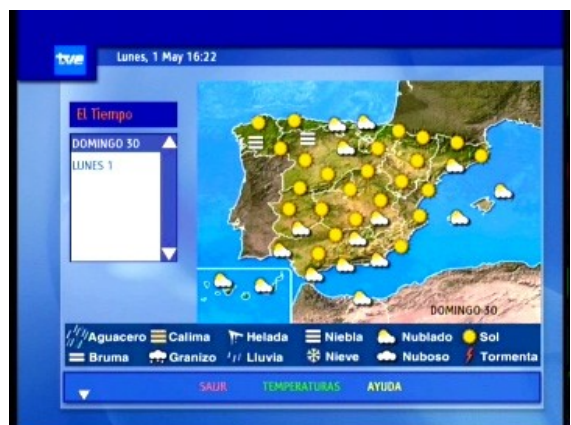 tve
Lunes, 1 May 16:22
El Tiempo
DOMINGO 30
LUNES 1
DOMINGO 30
Aguacero Calima Helada Niebla Nublado Sol
Bruma Granizo Lluvia Nieve Nuboso Tormenta
SALIR TEMPERATURAS AYUDA